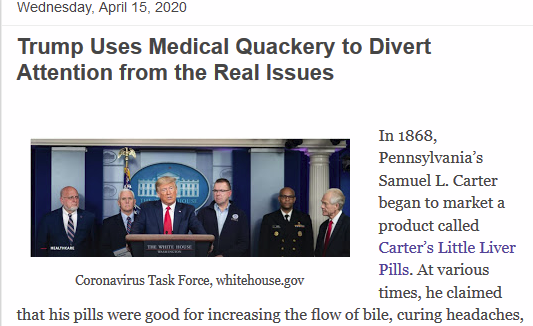 Wednesday, April 15, 2020
Trump Uses Medical Quackery to Divert
Attention from the Real Issues
HEALTHCARE
THE WHITE HOUSE
WASHINGTON
Coronavirus Task Force, whitehouse.gov
In 1868,
Pennsylvania's
Samuel L. Carter
began to market a
product called
Carter's Little Liver
Pills. At various
times, he claimed
that his pills were good for increasing the flow of bile, curing headaches,